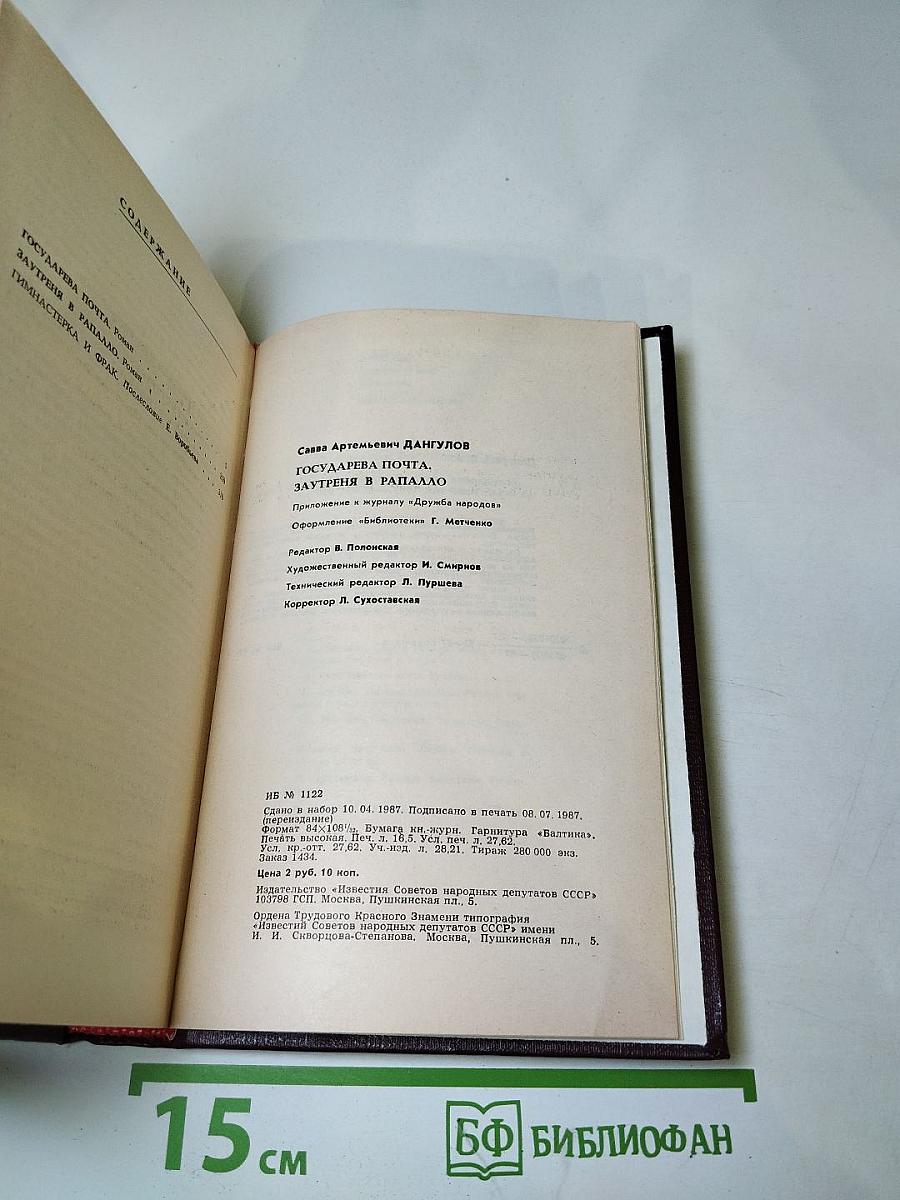 СОДЕРЖАНИЕ
ГОСУДАРЕВА ПОЧТА. Роман
ЗАУТРЕНЯ В РАПАЛЛО. Роман
ГИМНАСТЕРКА И ФРАК. Послесловие Е. Воробьева
Савва Артемьевич ДАНГУЛОВ
ГОСУДАРЕВА ПОЧТА.
ЗАУТРЕНЯ В РАПАЛЛО
Приложение к журналу «Дружба народов»
Оформление «Библиотеки» Г. Метченко
Редактор В. Полонская
Художественный редактор И. Смирнов
Технический редактор Л. Пуршева
Корректор Л. Сухоставская
ИБ № 1122
Сдано в набор 10. 04. 1987. Подписано в печать 08. 07. 1987.
(переиздание)
Формат 84×108¹/₃₂. Бумага кн.-журн. Гарнитура «Балтика».
Печать высокая. Печ. л. 16,5. Усл. печ. л. 27,62.
Усл. кр.-отт. 27,62. Уч.-изд. л. 28,21. Тираж 280 000 экз.
Заказ 1434.
Цена 2 руб. 10 коп.
Издательство «Известия Советов народных депутатов СССР»
103798 ГСП. Москва, Пушкинская пл., 5.
Ордена Трудового Красного Знамени типография
«Известий Советов народных депутатов СССР» имени
И. И. Скворцова-Степанова. Москва, Пушкинская пл., 5.
15 см
БФ БИБЛИОФАН